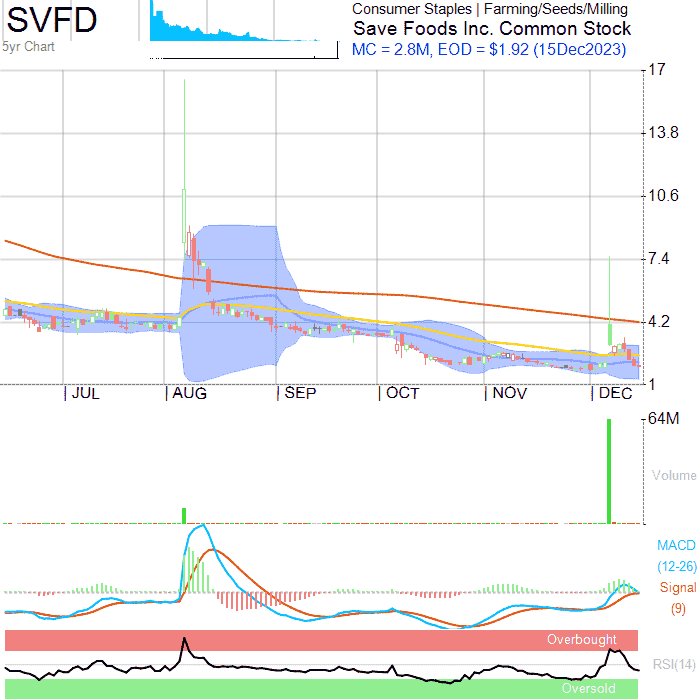 SVFD
5yr Chart
Consumer Staples | Farming/Seeds/Milling
Save Foods Inc. Common Stock
MC = 2.8M, EOD = $1.92 (15Dec2023)
17
13.8
10.6
7.4
4.2
1
JUL AUG SEP OCT NOV DEC
64M
Volume
MACD
(12-26)
Signal
(9)
Overbought
RSI(14)
Oversold